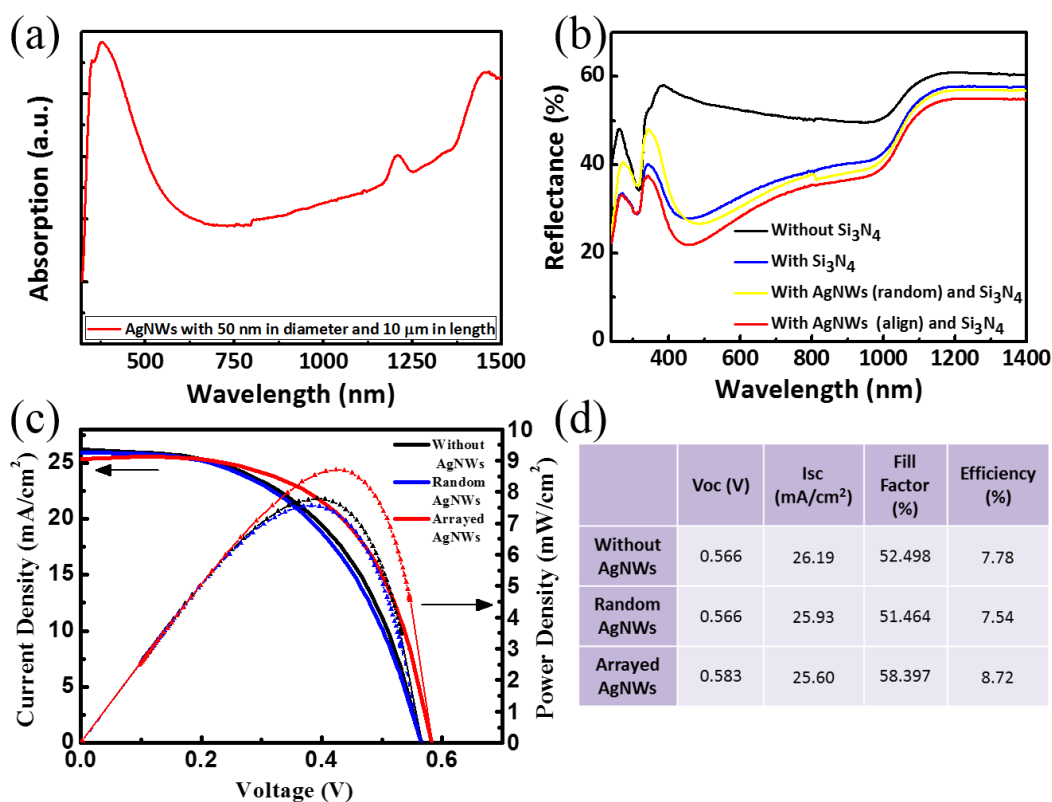 (a)
Absorption (a.u.)
AgNWs with 50 nm in diameter and 10 μm in length
500 750 1000 1250 1500
Wavelength (nm)
(b)
Reflectance (%)
60
40
20
0
Without Si₃N₄
With Si₃N₄
With AgNWs (random) and Si₃N₄
With AgNWs (align) and Si₃N₄
400 600 800 1000 1200 1400
Wavelength (nm)
(c)
Current Density (mA/cm²)
25
20
15
10
5
0
Without
AgNWs
Random
AgNWs
Arrayed
AgNWs
10
9
8
7
6
5
4
3
2
1
0
Power Density (mW/cm²)
0.0 0.2 0.4 0.6
Voltage (V)
(d)
Voc (V) Isc (mA/cm²) Fill Factor (%) Efficiency (%)
Without AgNWs 0.566 26.19 52.498 7.78
Random AgNWs 0.566 25.93 51.464 7.54
Arrayed AgNWs 0.583 25.60 58.397 8.72